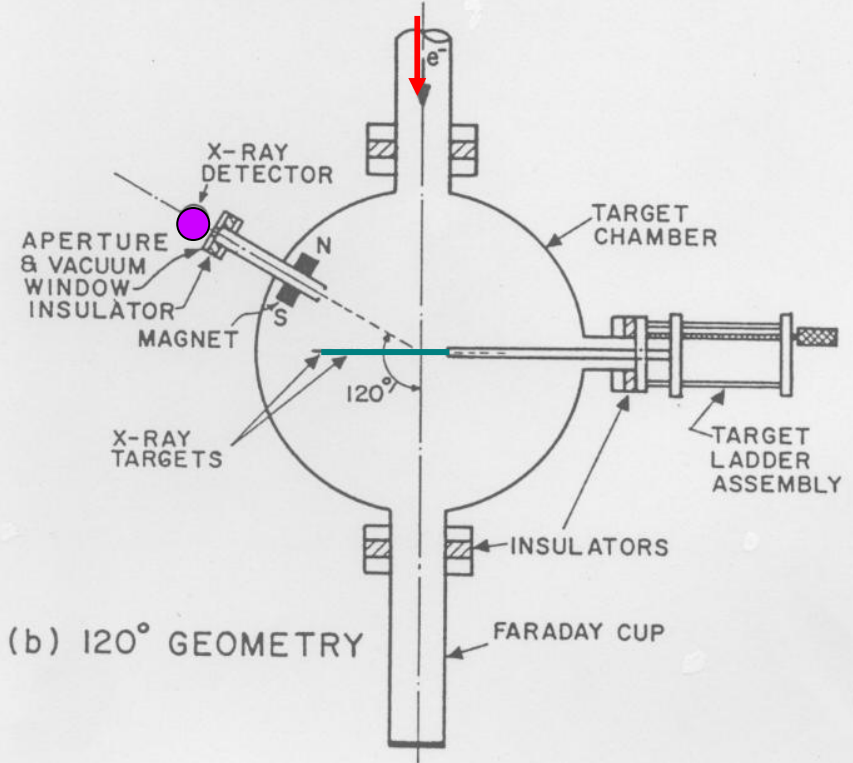 e-
X-RAY
DETECTOR
TARGET
CHAMBER
APERTURE
& VACUUM
WINDOW
INSULATOR
N
S
MAGNET
120°
X-RAY
TARGETS
TARGET
LADDER
ASSEMBLY
INSULATORS
(b) 120° GEOMETRY
FARADAY CUP